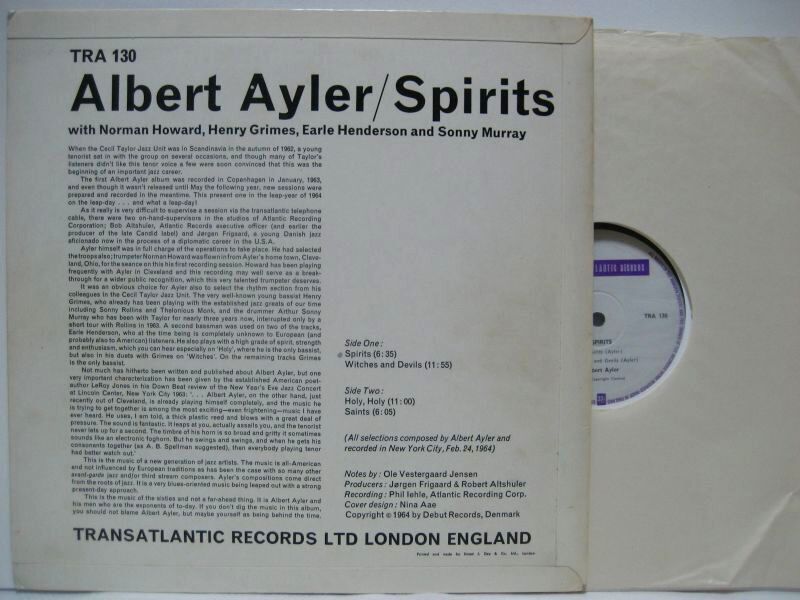 TRA 130
Albert Ayler/Spirits
with Norman Howard, Henry Grimes, Earle Henderson and Sonny Murray
When the Cecil Taylor Jazz Unit was in Scandinavia in the autumn of 1962, a young
tenorist sat in with the group on several occasions, and though many of Taylor's
listeners didn't like this tenor voice a few were soon convinced that this was the
beginning of an important jazz career.
The first Albert Ayler album was recorded in Copenhagen in January, 1963,
and even though it wasn't released until May the following year, new sessions were
prepared and recorded in the meantime. This present one in the leap-year of 1964
on the leap-day . . . and what a leap-day!
As it really is very difficult to supervise a session via the transatlantic telephone
cable, there were two on-hand-supervisors in the studios of Atlantic Recording
Corporation; Bob Altshuler, Atlantic Records executive officer (and earlier the
producer of the late Candid label) and Jørgen Frigaard, a young Danish jazz
aficionado now in the process of a diplomatic career in the U.S.A.
Ayler himself was in full charge of the operations to take place. He had selected
the troops also; trumpeter Norman Howard was flown in from Ayler's home town, Cleve-
land, Ohio, for the session on this his first recording session. Howard has been playing
frequently with Ayler in Cleveland and this recording may well serve as a break-
through for a wider public recognition, which this very talented trumpeter deserves.
It was an obvious choice for Ayler also to select the rhythm section from his
colleagues in the Cecil Taylor Jazz Unit. The very well-known young bassist Henry
Grimes, who already has been playing with the established jazz greats of our time
including Sonny Rollins and Thelonious Monk, and the drummer Arthur Sonny
Murray who has been with Taylor for nearly three years now, interrupted only by a
short tour with Rollins in 1963. A second bassman was used on two of the tracks,
Earle Henderson, who at the time being is completely unknown to European (and
probably also to American) listeners. He also plays with a high grade of spirit, strength
and enthusiasm, which you can hear especially on 'Holy', where he is the only bassist,
but also in his duets with Grimes on 'Witches'. On the remaining tracks Grimes
is the only bassist.
Not much has hitherto been written and published about Albert Ayler, but one
very important characterization has been given by the established American poet-
author LeRoy Jones in his Down Beat review of the New Year's Eve Jazz Concert
at Lincoln Center, New York City 1963: '. . . Albert Ayler, on the other hand, just
recently out of Cleveland, is already playing himself completely, and the music he
is trying to get together is among the most exciting—even frightening—music I have
ever heard. He uses, I am told, a thick plastic reed and blows with a great deal of
pressure. The sound is fantastic. It leaps at you, actually assails you, and the tenorist
never lets up for a second. The timbre of his horn is so broad and gritty it sometimes
sounds like an electronic foghorn. But he swings and swings, and when he gets his
consonants together (as A. B. Spellman suggested), then everybody playing tenor
had better watch out.'
This is the music of a new generation of jazz artists. The music is all-American
and not influenced by European traditions as has been the case with so many other
avant-garde jazz and/or third stream composers. Ayler's compositions come direct
from the roots of jazz. It is a very blues-oriented music being leaped out with a strong
present-day approach.
This is the music of the sixties and not a far-ahead thing. It is Albert Ayler and
his men who are the exponents of to-day. If you don't dig the music in this album,
you should not blame Albert Ayler, but maybe yourself as being behind the time.
Side One:
Spirits (6:35)
Witches and Devils (11:55)
Side Two:
Holy, Holy (11:00)
Saints (6:05)
(All selections composed by Albert Ayler and
recorded in New York City, Feb. 24, 1964)
Notes by: Ole Vestergaard Jensen
Producers: Jørgen Frigaard & Robert Altshuler
Recording: Phil Iehle, Atlantic Recording Corp.
Cover design: Nina Aae
Copyright © 1964 by Debut Records, Denmark
TRANSATLANTIC RECORDS LTD LONDON ENGLAND
Printed and made by Ernest J. Day & Co. Ltd., London
TRA 130
SPIRITS